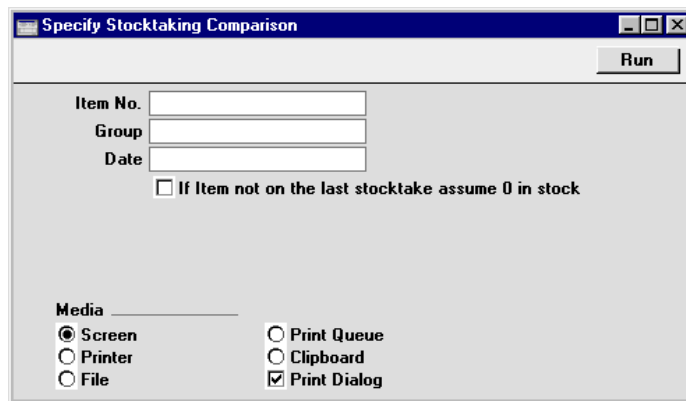 Specify Stocktaking Comparison
Run
Item No.
Group
Date
If Item not on the last stocktake assume 0 in stock
Media
Screen
Print Queue
Printer
Clipboard
File
Print Dialog